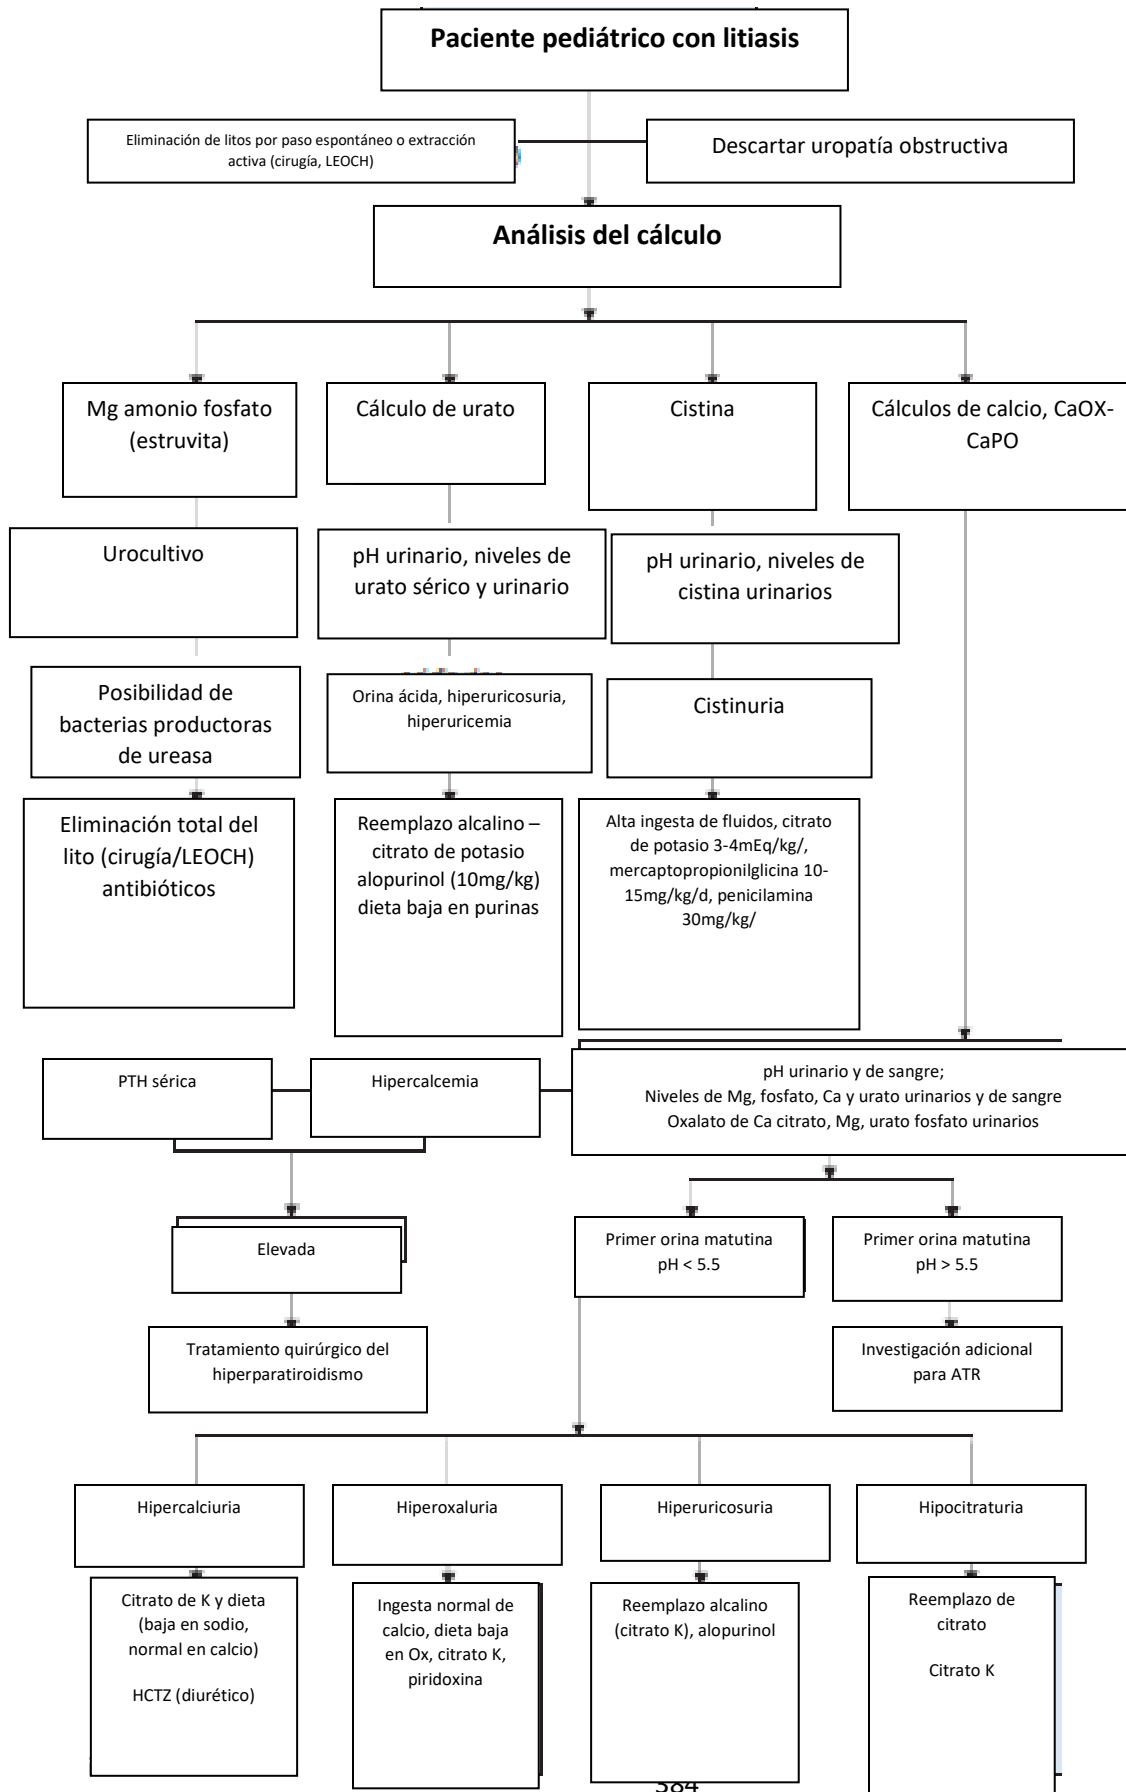 Paciente pediátrico con litiasis
Eliminación de litos por paso espontáneo o extracción
activa (cirugía, LEOCH)
Descartar uropatía obstructiva
Análisis del cálculo
Mg amonio fosfato
(estruvita)
Cálculo de urato
Cistina
Cálculos de calcio, CaOX-
CaPO
Urocultivo
pH urinario, niveles de
urato sérico y urinario
pH urinario, niveles de
cistina urinarios
Posibilidad de
bacterias productoras
de ureasa
Orina ácida, hiperuricosuria,
hiperuricemia
Cistinuria
Eliminación total del
lito (cirugía/LEOCH)
antibióticos
Reemplazo alcalino –
citrato de potasio
alopurinol (10mg/kg)
dieta baja en purinas
Alta ingesta de fluidos, citrato
de potasio 3-4mEq/kg/,
mercaptopropionilglicina 10-
15mg/kg/d, penicilamina
30mg/kg/
PTH sérica
Hipercalcemia
pH urinario y de sangre;
Niveles de Mg, fosfato, Ca y urato urinarios y de sangre
Oxalato de Ca citrato, Mg, urato fosfato urinarios
Elevada
Primer orina matutina
pH < 5.5
Primer orina matutina
pH > 5.5
Tratamiento quirúrgico del
hiperparatiroidismo
Investigación adicional
para ATR
Hipercalciuria
Hiperoxaluria
Hiperuricosuria
Hipocitraturia
Citrato de K y dieta
(baja en sodio,
normal en calcio)
HCTZ (diurético)
Ingesta normal de
calcio, dieta baja
en Ox, citrato K,
piridoxina
Reemplazo alcalino
(citrato K), alopurinol
Reemplazo de
citrato
Citrato K
384